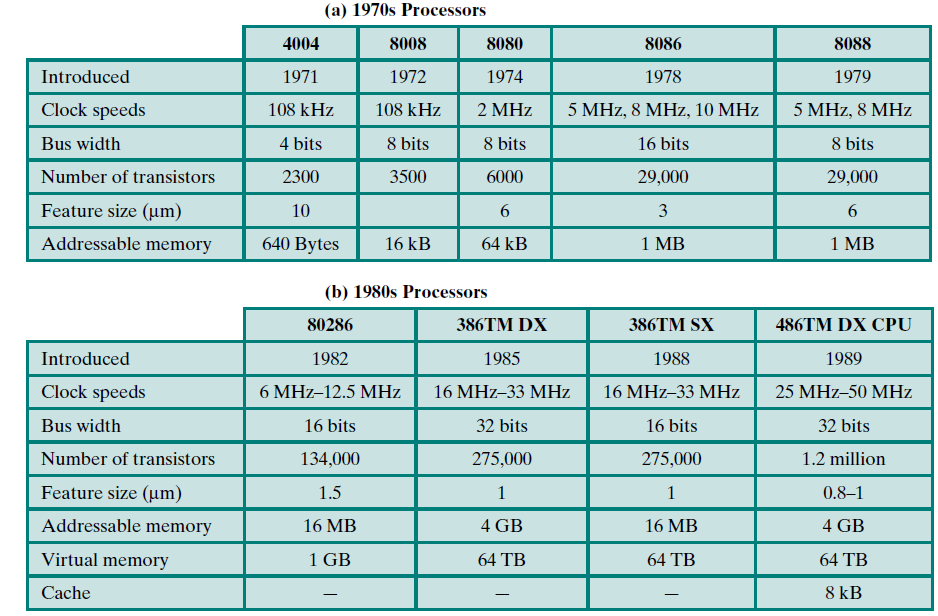 (a) 1970s Processors
4004 8008 8080 8086 8088
Introduced 1971 1972 1974 1978 1979
Clock speeds 108 kHz 108 kHz 2 MHz 5 MHz, 8 MHz, 10 MHz 5 MHz, 8 MHz
Bus width 4 bits 8 bits 8 bits 16 bits 8 bits
Number of transistors 2300 3500 6000 29,000 29,000
Feature size (µm) 10 6 3 6
Addressable memory 640 Bytes 16 kB 64 kB 1 MB 1 MB
(b) 1980s Processors
80286 386TM DX 386TM SX 486TM DX CPU
Introduced 1982 1985 1988 1989
Clock speeds 6 MHz–12.5 MHz 16 MHz–33 MHz 16 MHz–33 MHz 25 MHz–50 MHz
Bus width 16 bits 32 bits 16 bits 32 bits
Number of transistors 134,000 275,000 275,000 1.2 million
Feature size (µm) 1.5 1 1 0.8–1
Addressable memory 16 MB 4 GB 16 MB 4 GB
Virtual memory 1 GB 64 TB 64 TB 64 TB
Cache — — — 8 kB